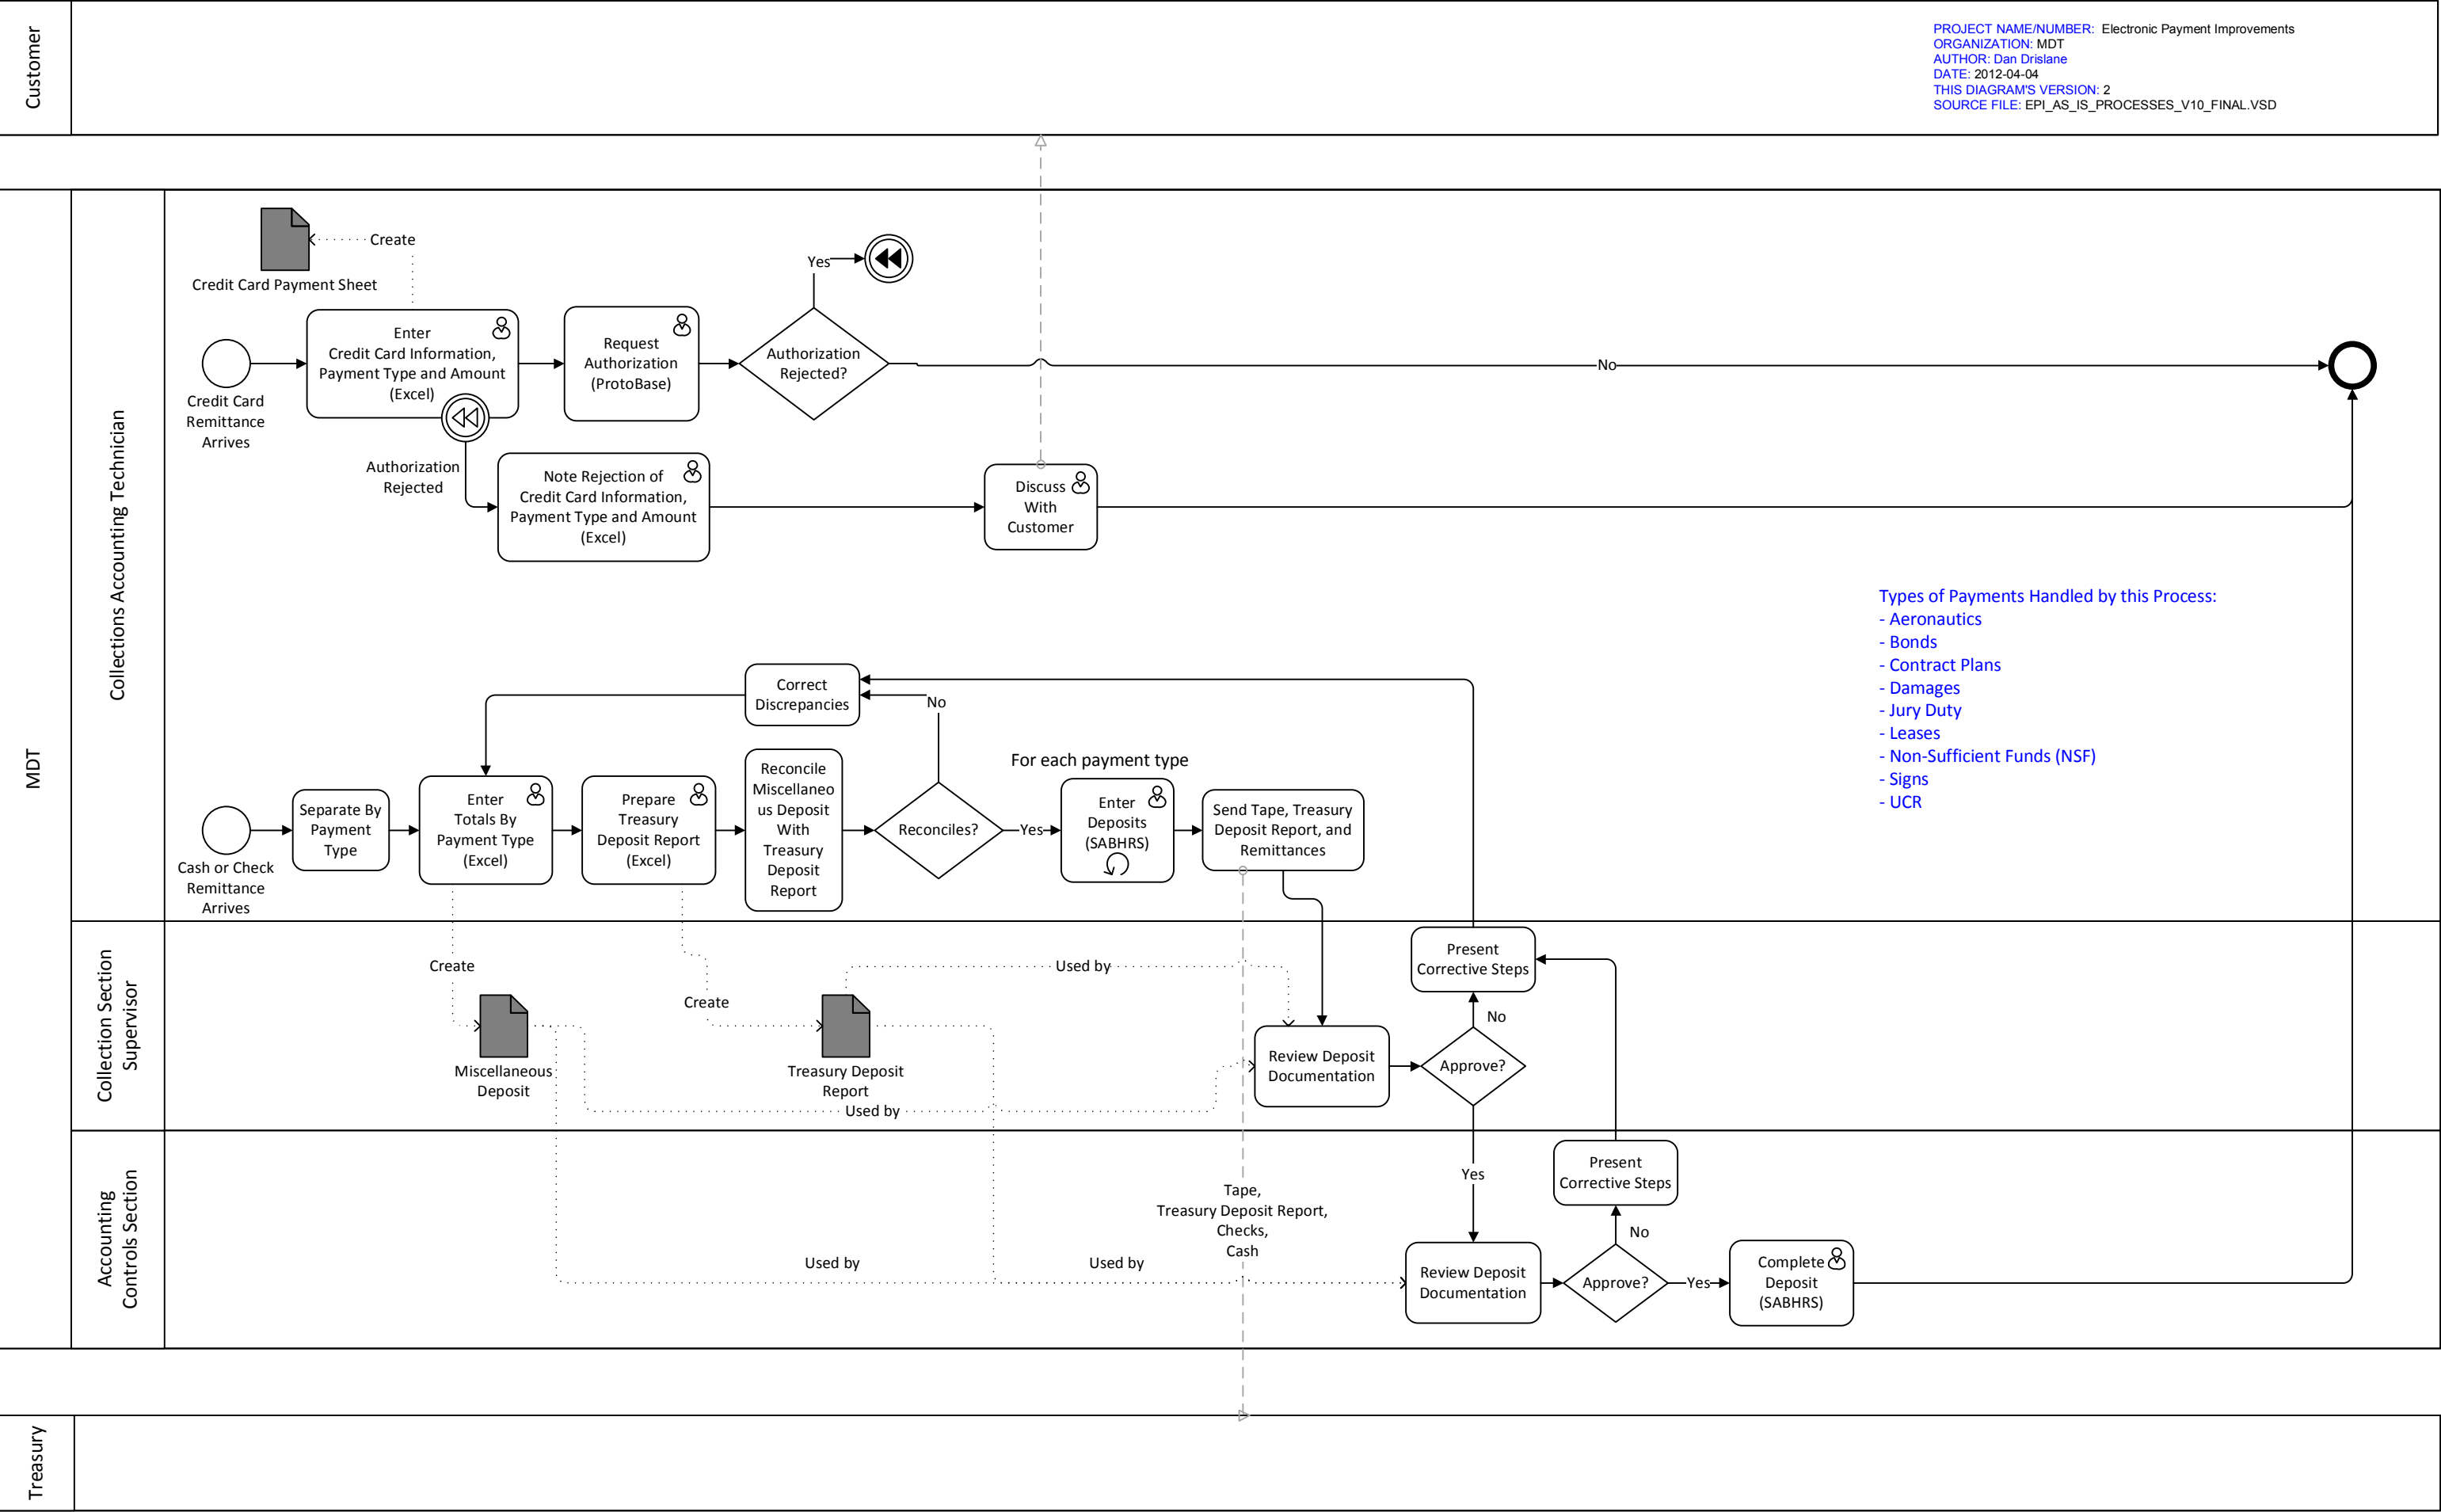 Customer
PROJECT NAME/NUMBER: Electronic Payment Improvements
ORGANIZATION: MDT
AUTHOR: Dan Drislane
DATE: 2012-04-04
THIS DIAGRAM'S VERSION: 2
SOURCE FILE: EPI_AS_IS_PROCESSES_V10_FINAL.VSD
MDT
Collections Accounting Technician
Create
Credit Card Payment Sheet
Credit Card
Remittance
Arrives
Enter
Credit Card Information,
Payment Type and Amount
(Excel)
Request
Authorization
(ProtoBase)
Authorization
Rejected?
Yes
No
Authorization
Rejected
Note Rejection of
Credit Card Information,
Payment Type and Amount
(Excel)
Discuss
With
Customer
Types of Payments Handled by this Process:
- Aeronautics
- Bonds
- Contract Plans
- Damages
- Jury Duty
- Leases
- Non-Sufficient Funds (NSF)
- Signs
- UCR
Correct
Discrepancies
No
Cash or Check
Remittance
Arrives
Separate By
Payment
Type
Enter
Totals By
Payment Type
(Excel)
Prepare
Treasury
Deposit Report
(Excel)
Reconcile
Miscellaneo
us Deposit
With
Treasury
Deposit
Report
Reconciles?
Yes
For each payment type
Enter
Deposits
(SABHRS)
Send Tape, Treasury
Deposit Report, and
Remittances
Collection Section
Supervisor
Create
Miscellaneous
Deposit
Create
Treasury Deposit
Report
Used by
Used by
Review Deposit
Documentation
Approve?
No
Present
Corrective Steps
Yes
Accounting
Controls Section
Used by
Used by
Tape,
Treasury Deposit Report,
Checks,
Cash
Review Deposit
Documentation
Approve?
No
Present
Corrective Steps
Yes
Complete
Deposit
(SABHRS)
Treasury